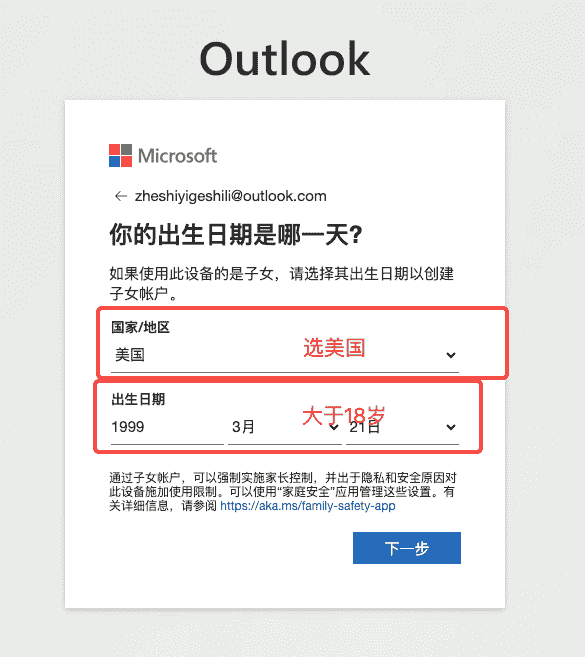 Outlook
Microsoft
← zheshiyigeshili@outlook.com
你的出生日期是哪一天?
如果使用此设备的是子女，请选择其出生日期以创建
子女帐户。
国家/地区
美国 选美国
出生日期
1999 3月 大于18岁 21日
通过子女帐户，可以强制实施家长控制，并出于隐私和安全原因对
此设备施加使用限制。可以使用“家庭安全”应用管理这些设置。有
关详细信息，请参阅 https://aka.ms/family-safety-app
下一步